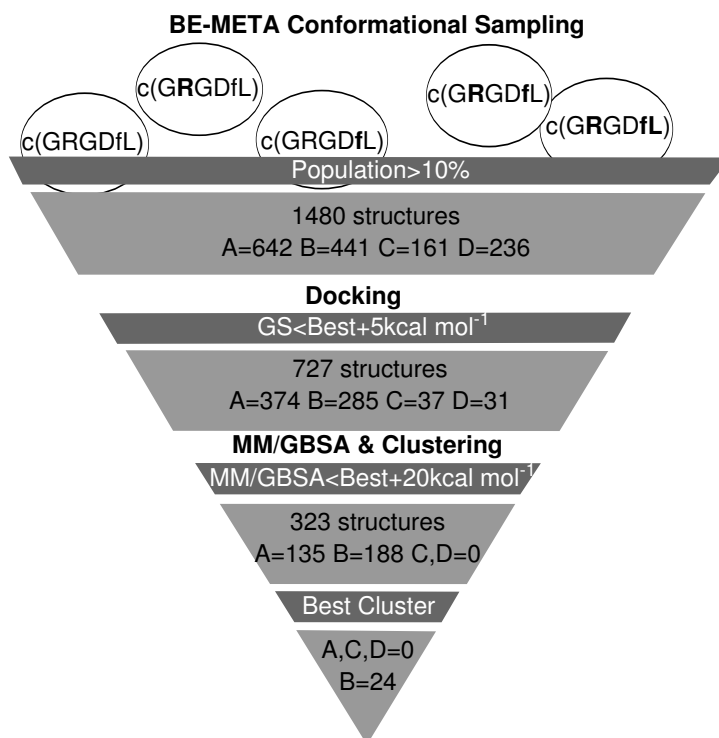 BE-META Conformational Sampling
c(GRGDfL)
c(GRGDfL)
c(GRGDfL)
c(GRGDfL)
c(GRGDfL)
Population>10%
1480 structures
A=642 B=441 C=161 D=236
Docking
GS<Best+5kcal mol⁻¹
727 structures
A=374 B=285 C=37 D=31
MM/GBSA & Clustering
MM/GBSA<Best+20kcal mol⁻¹
323 structures
A=135 B=188 C,D=0
Best Cluster
A,C,D=0
B=24